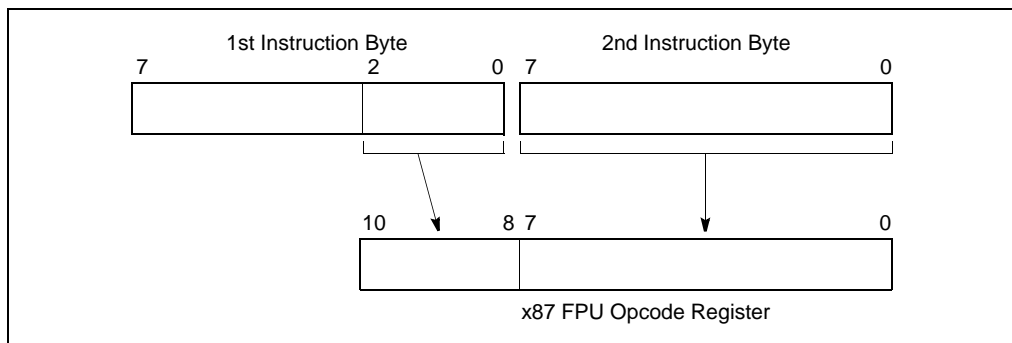 1st Instruction Byte 2nd Instruction Byte
7 2 0 7 0
10 8 7 0
x87 FPU Opcode Register